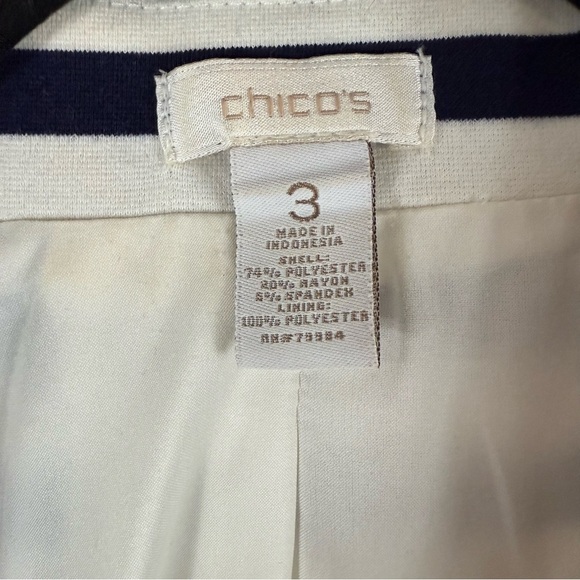 chico's
3
MADE IN
INDONESIA
SHELL:
74% POLYESTER
20% RAYON
6% SPANDEX
LINING:
100% POLYESTER
RN#79984